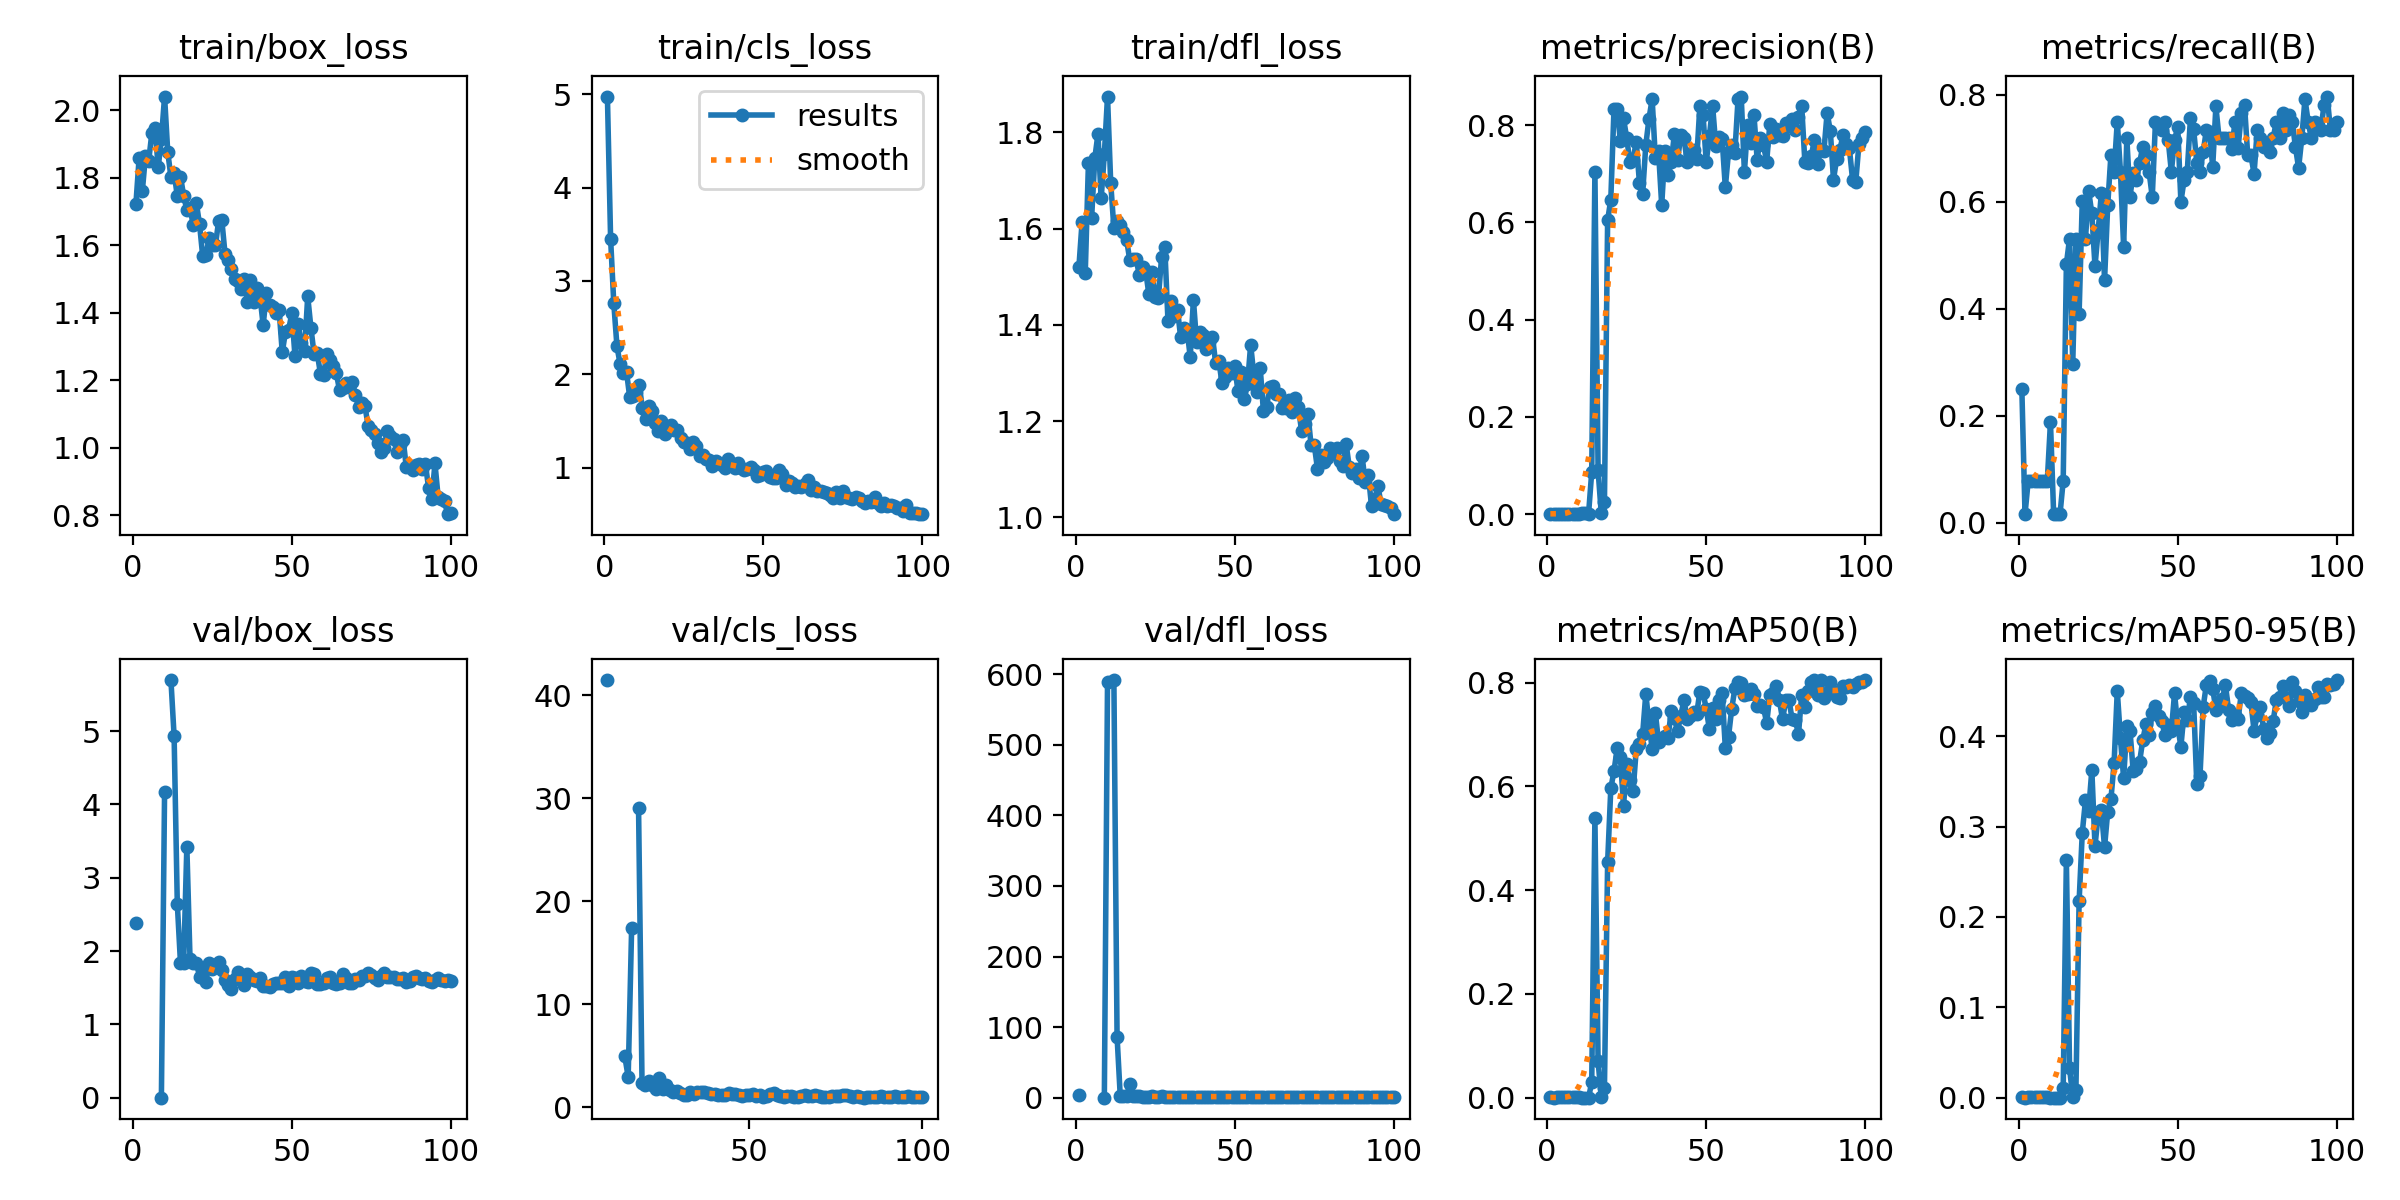 train/box_loss
2.0
1.8
1.6
1.4
1.2
1.0
0.8
0 50 100
train/cls_loss
results
smooth
5
4
3
2
1
0 50 100
train/dfl_loss
1.8
1.6
1.4
1.2
1.0
0 50 100
metrics/precision(B)
0.8
0.6
0.4
0.2
0.0
0 50 100
metrics/recall(B)
0.8
0.6
0.4
0.2
0.0
0 50 100
val/box_loss
5
4
3
2
1
0
0 50 100
val/cls_loss
40
30
20
10
0
50 100
val/dfl_loss
600
500
400
300
200
100
0
0 50 100
metrics/mAP50(B)
0.8
0.6
0.4
0.2
0.0
0 50 100
metrics/mAP50-95(B)
0.4
0.3
0.2
0.1
0.0
0 50 100